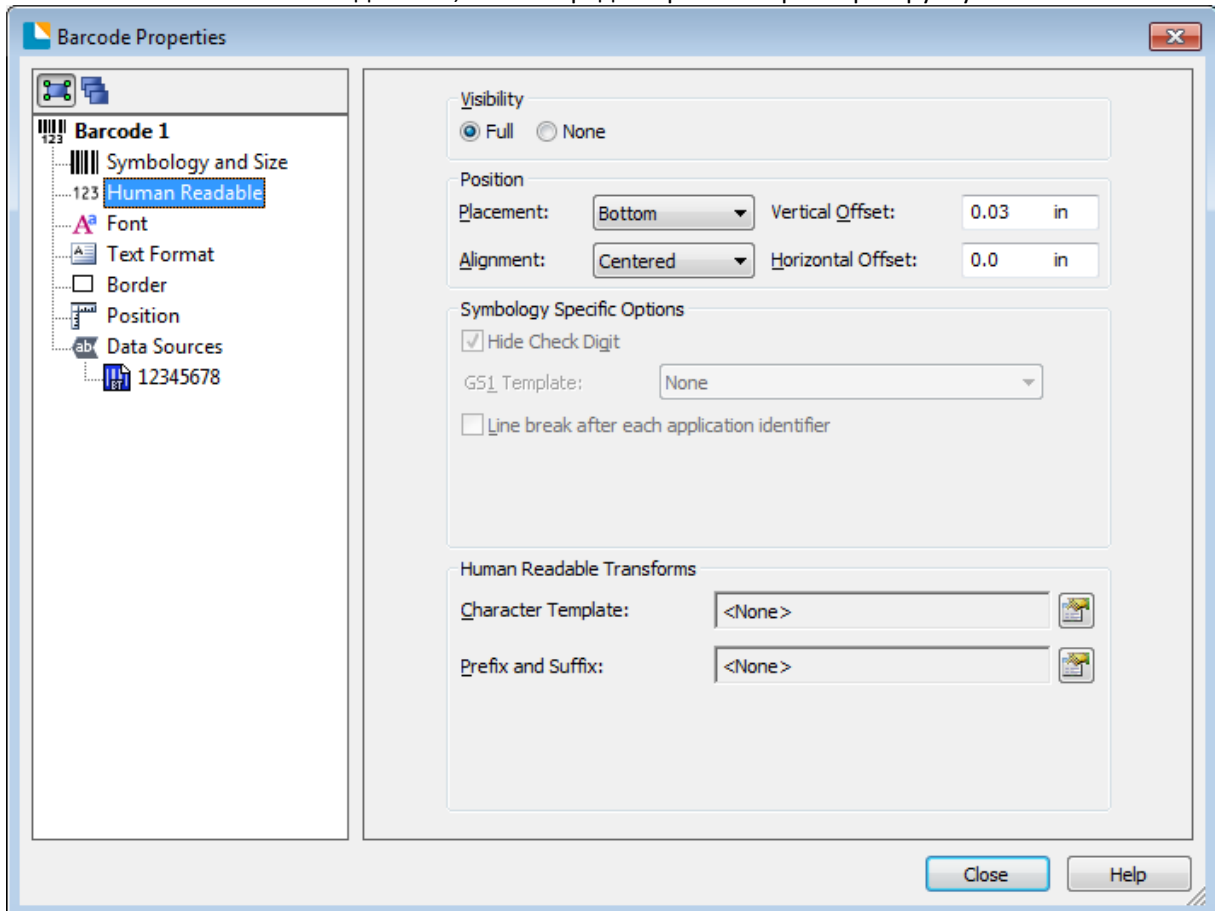 Barcode Properties
Barcode 1
Symbology and Size
123 Human Readable
Font
Text Format
Border
Position
Data Sources
12345678
Visibility
Full None
Position
Placement: Bottom Vertical Offset: 0.03 in
Alignment: Centered Horizontal Offset: 0.0 in
Symbology Specific Options
Hide Check Digit
GS1 Template: None
Line break after each application identifier
Human Readable Transforms
Character Template: <None>
Prefix and Suffix: <None>
Close Help